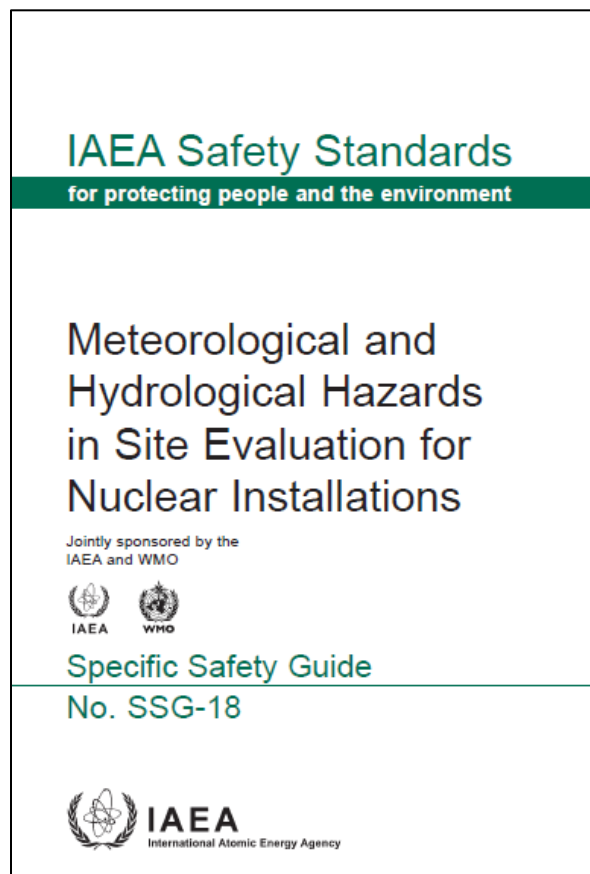 IAEA Safety Standards
for protecting people and the environment
Meteorological and
Hydrological Hazards
in Site Evaluation for
Nuclear Installations
Jointly sponsored by the
IAEA and WMO
IAEA
WMO
Specific Safety Guide
No. SSG-18
IAEA
International Atomic Energy Agency